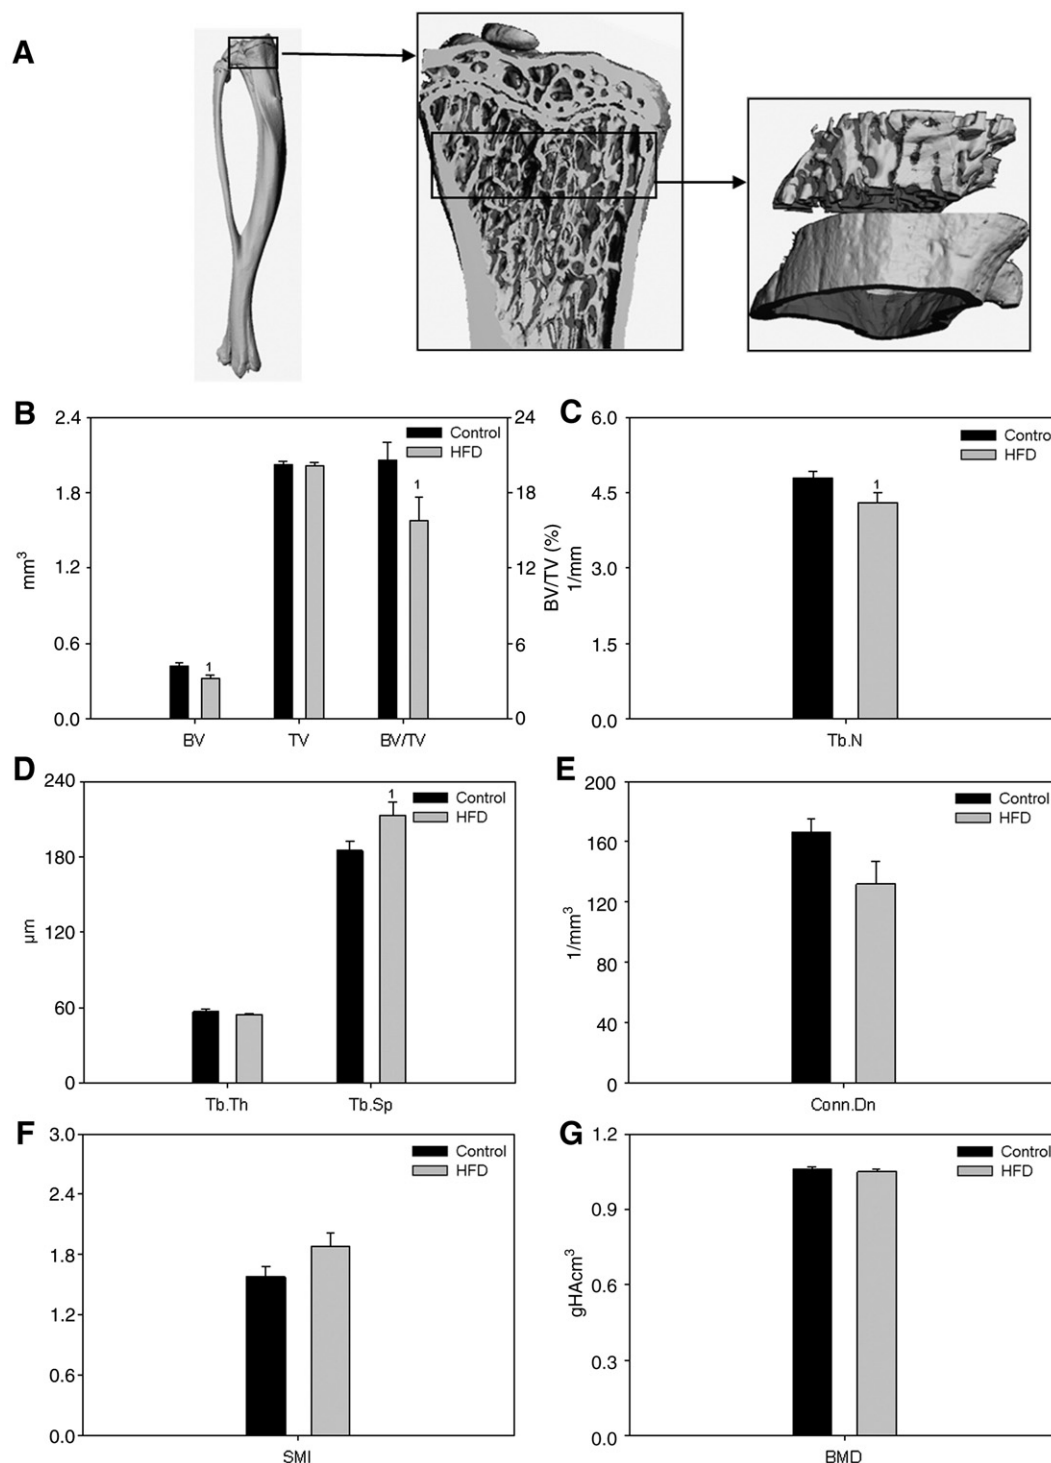 A
B
2.4
1.8
1.2
0.6
0.0
mm3
24
18
12
6
0
BV/TV (%)
Control
HFD
1
1
BV
TV
BV/TV
C
6.0
4.5
3.0
1.5
0.0
1/mm
Contro
HFD
1
Tb.N
D
240
180
120
60
0
µm
Control
HFD
1
Tb.Th
Tb.Sp
E
200
160
120
80
40
0
1/mm3
Control
HFD
Conn.Dn
F
3.0
2.4
1.8
1.2
0.6
0.0
Control
HFD
SMI
G
1.2
0.9
0.6
0.3
0.0
gHAcm3
Control
HFD
BMD